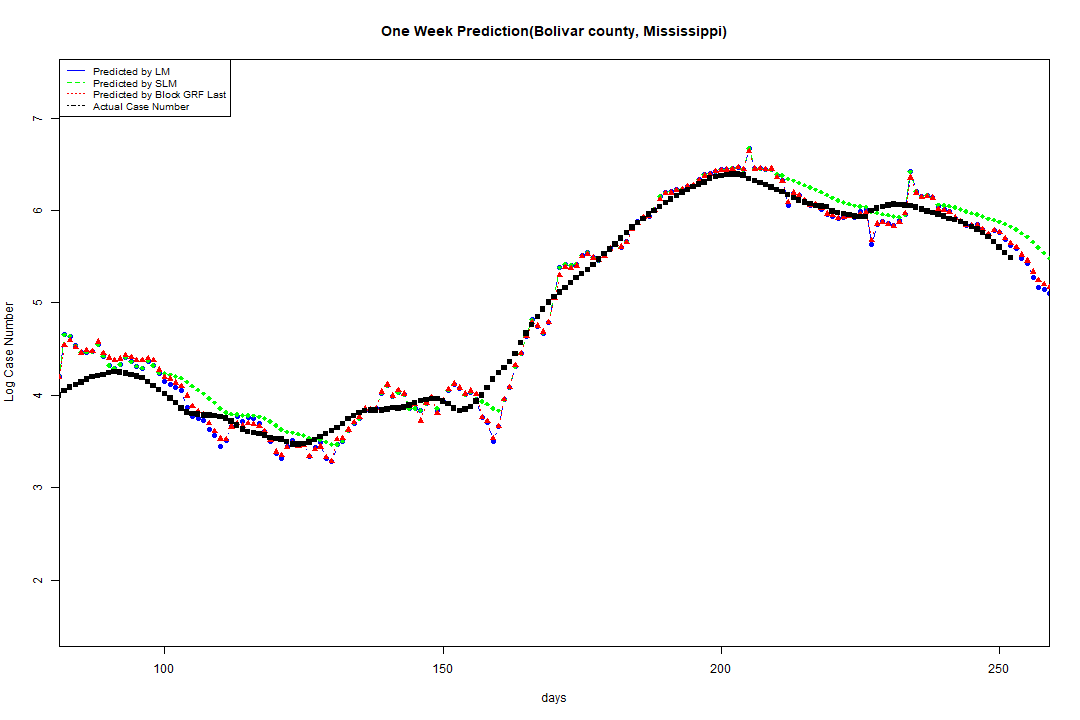 One Week Prediction(Bolivar county, Mississippi)
Predicted by LM
Predicted by SLM
Predicted by Block GRF Last
Actual Case Number
7
6
5
4
3
2
Log Case Number
100 150 200 250
days